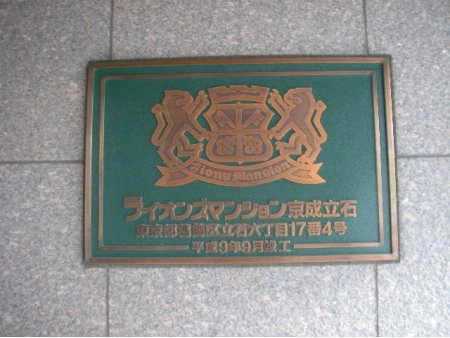 Lions Mansion
ライオンズマンション京成立石
東京都葛飾区立石六丁目17番4号
平成9年9月竣工